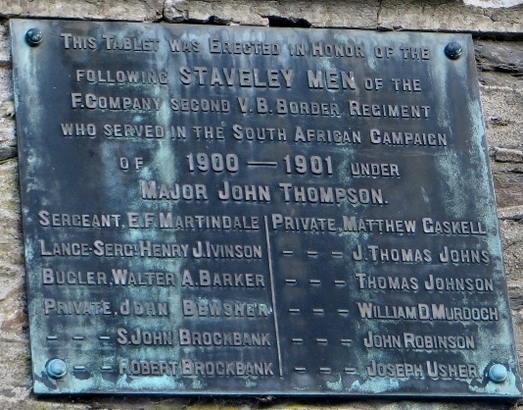 THIS TABLET WAS ERECTED IN HONOR OF THE
FOLLOWING STAVELEY MEN OF THE
F.COMPANY SECOND V.B. BORDER REGIMENT
WHO SERVED IN THE SOUTH AFRICAN CAMPAIGN
OF 1900 — 1901 UNDER
MAJOR JOHN THOMPSON.
SERGEANT, E.F. MARTINDALE PRIVATE, MATTHEW GASKELL
LANCE-SERGT HENRY J. IVINSON - - - J. THOMAS JOHNS
BUGLER, WALTER A. BARKER - - - THOMAS JOHNSON
PRIVATE, JOHN BEWSHER - - - WILLIAM D. MURDOCH
- - - S. JOHN BROCKBANK - - - JOHN ROBINSON
- - - ROBERT BROCKBANK - - - JOSEPH USHER